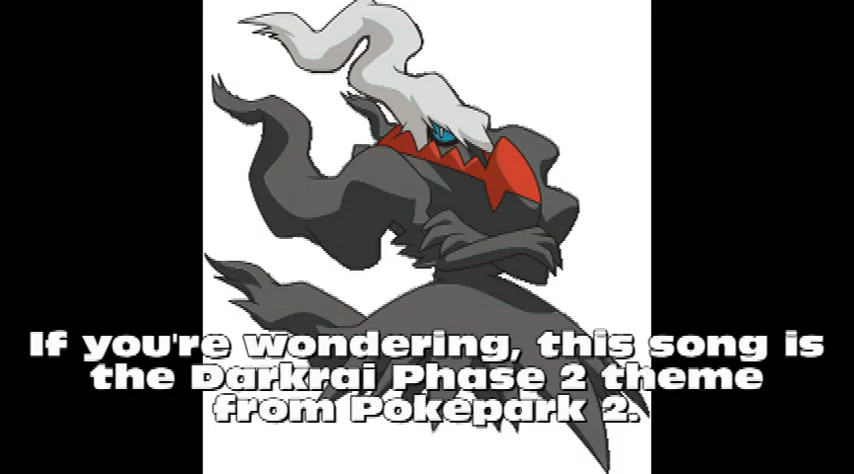 If you're wondering, this song is
the Darkrai Phase 2 theme
from Pokepark 2.